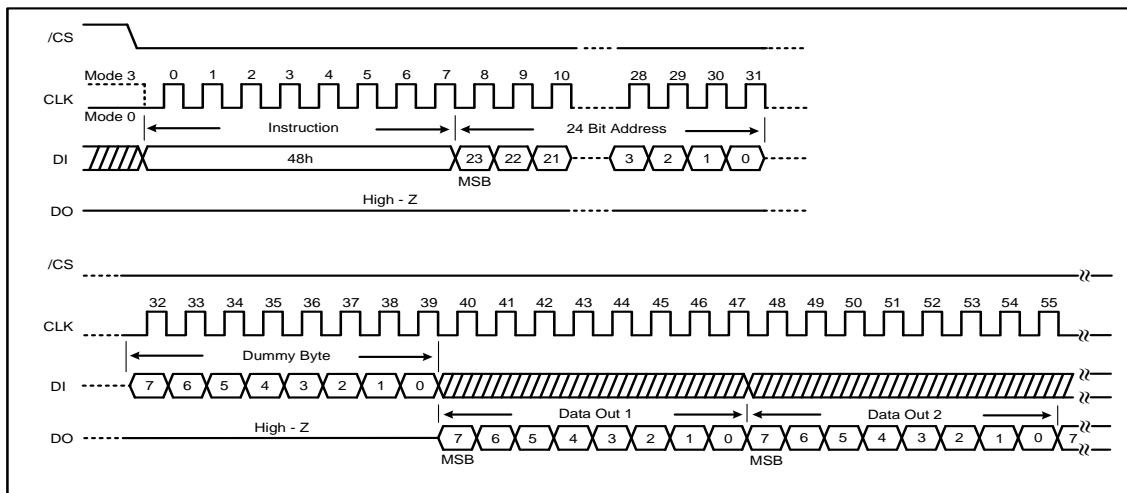 /CS
Mode 3 0 1 2 3 4 5 6 7 8 9 10 28 29 30 31
CLK
Mode 0
Instruction 24 Bit Address
DI 48h 23 22 21 3 2 1 0
MSB
High - Z
DO
/CS
32 33 34 35 36 37 38 39 40 41 42 43 44 45 46 47 48 49 50 51 52 53 54 55
CLK
Dummy Byte
DI 7 6 5 4 3 2 1 0
Data Out 1 Data Out 2
High - Z
DO 7 6 5 4 3 2 1 0 7 6 5 4 3 2 1 0 7
MSB MSB